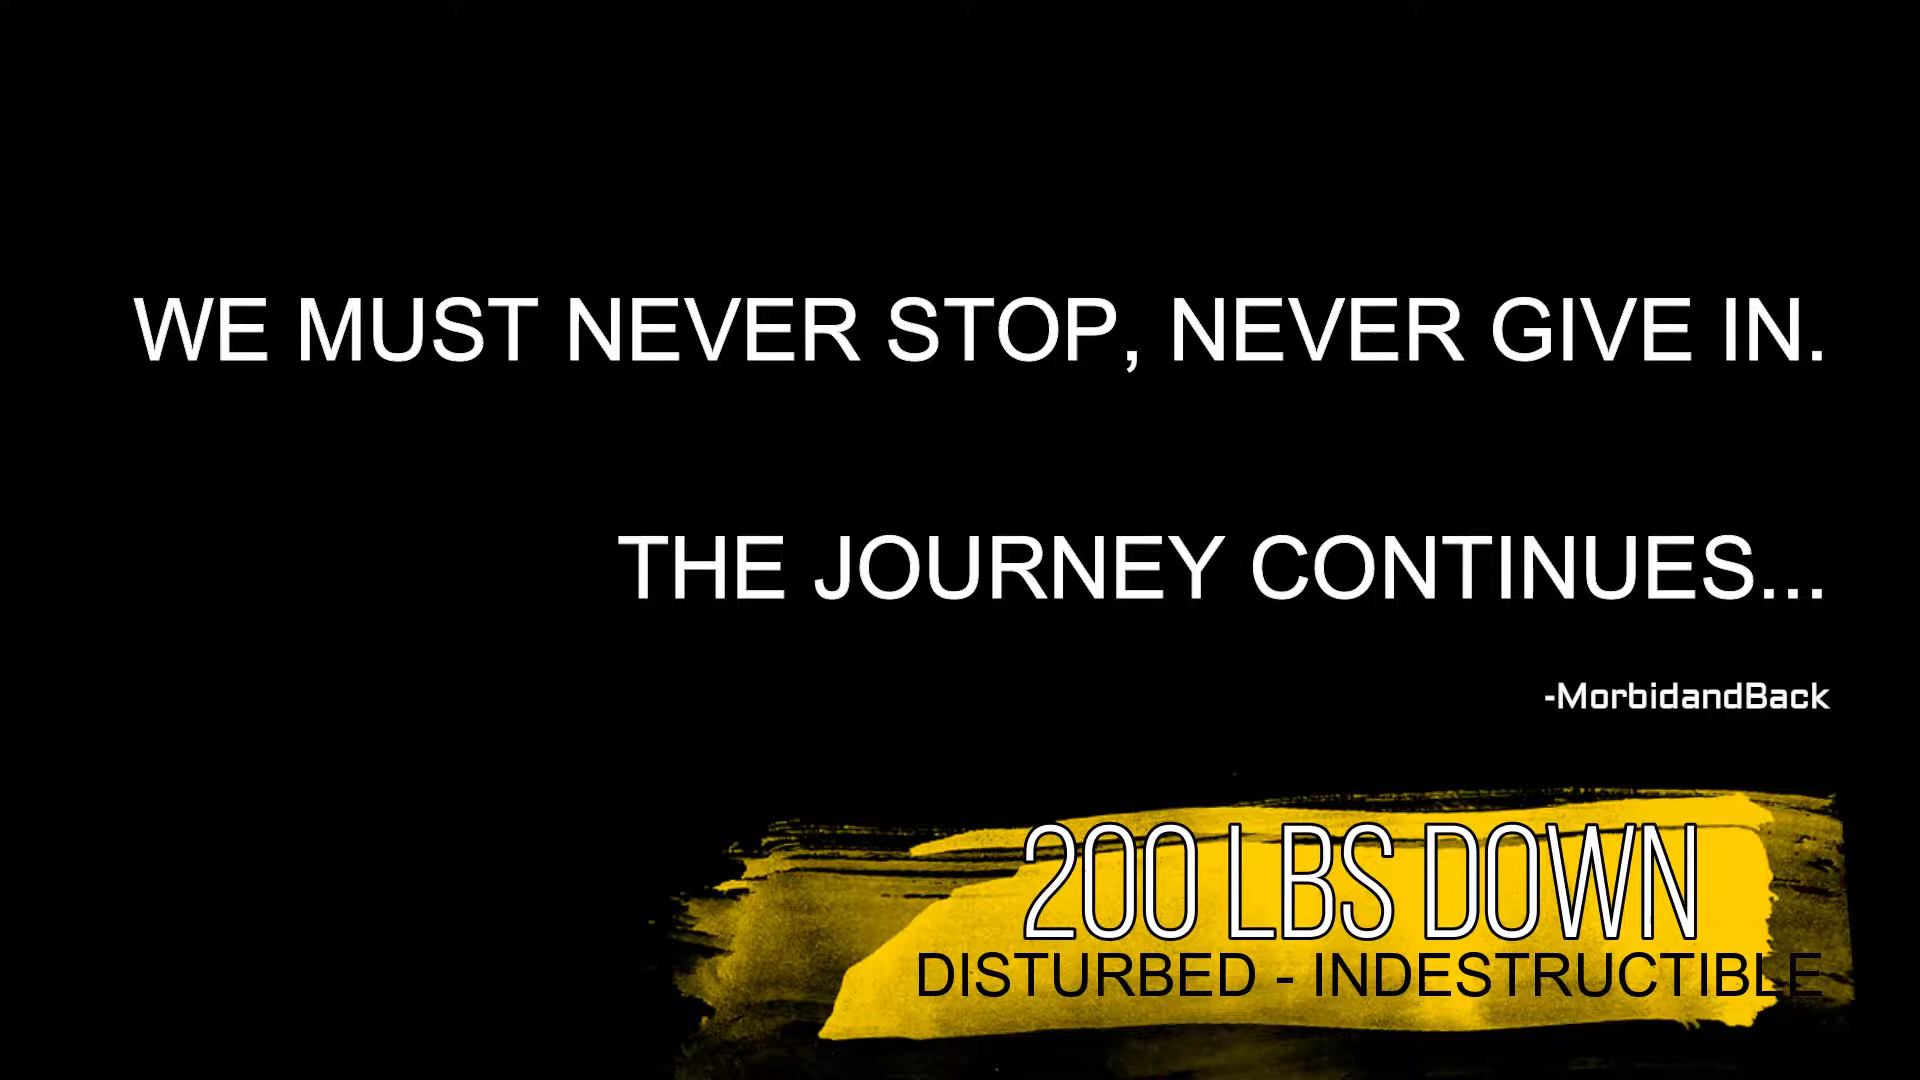 WE MUST NEVER STOP, NEVER GIVE IN.
THE JOURNEY CONTINUES...
-MorbidandBack
200 LBS DOWN
DISTURBED - INDESTRUCTIBLE